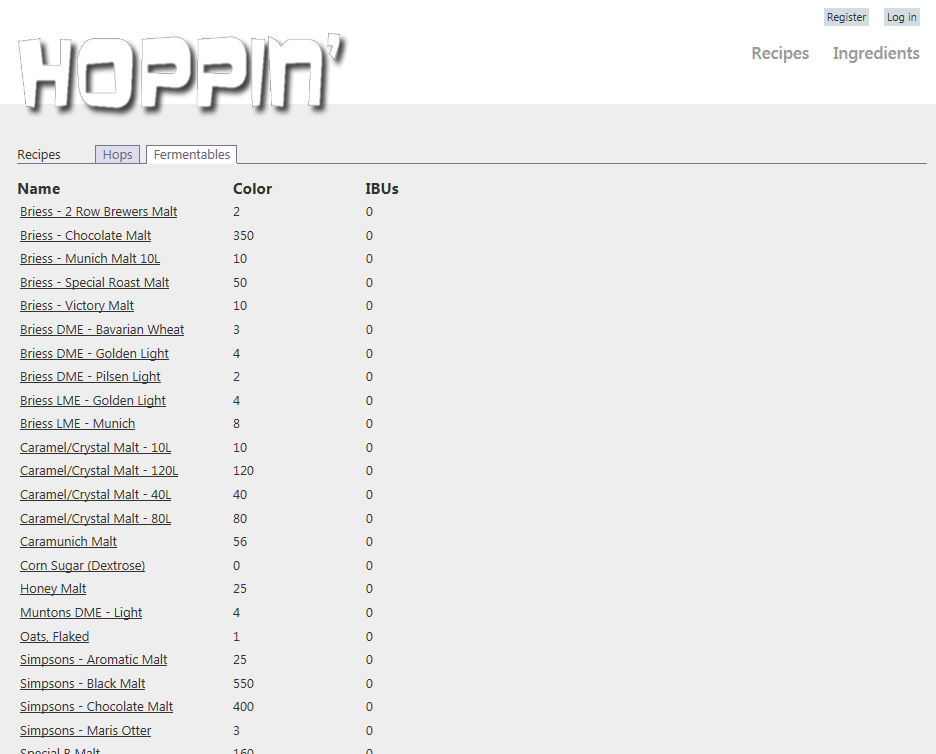 Register Log in
HOPPIN'
Recipes Ingredients
Recipes Hops Fermentables
Name Color IBUs
Briess - 2 Row Brewers Malt 2 0
Briess - Chocolate Malt 350 0
Briess - Munich Malt 10L 10 0
Briess - Special Roast Malt 50 0
Briess - Victory Malt 10 0
Briess DME - Bavarian Wheat 3 0
Briess DME - Golden Light 4 0
Briess DME - Pilsen Light 2 0
Briess LME - Golden Light 4 0
Briess LME - Munich 8 0
Caramel/Crystal Malt - 10L 10 0
Caramel/Crystal Malt - 120L 120 0
Caramel/Crystal Malt - 40L 40 0
Caramel/Crystal Malt - 80L 80 0
Caramunich Malt 56 0
Corn Sugar (Dextrose) 0 0
Honey Malt 25 0
Muntons DME - Light 4 0
Oats, Flaked 1 0
Simpsons - Aromatic Malt 25 0
Simpsons - Black Malt 550 0
Simpsons - Chocolate Malt 400 0
Simpsons - Maris Otter 3 0
Special B Malt 160 0